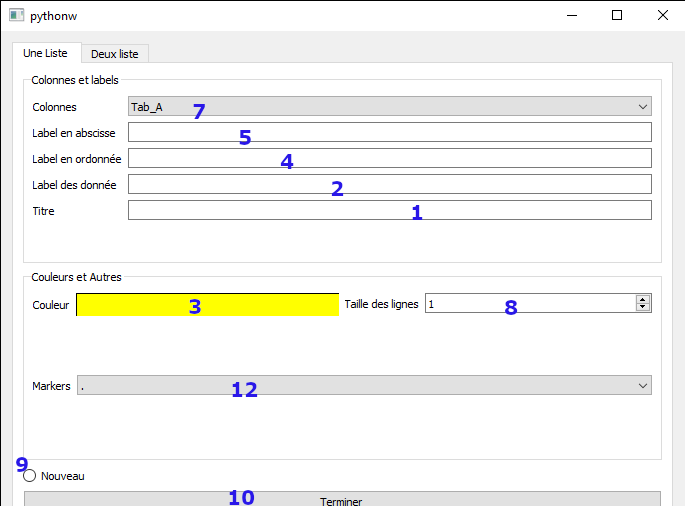 pythonw
Une Liste Deux liste
Colonnes et labels
Colonnes Tab_A 7
Label en abscisse 5
Label en ordonnée 4
Label des donnée 2
Titre 1
Couleurs et Autres
Couleur 3 Taille des lignes 1 8
Markers . 12
9
Nouveau
10 Terminer